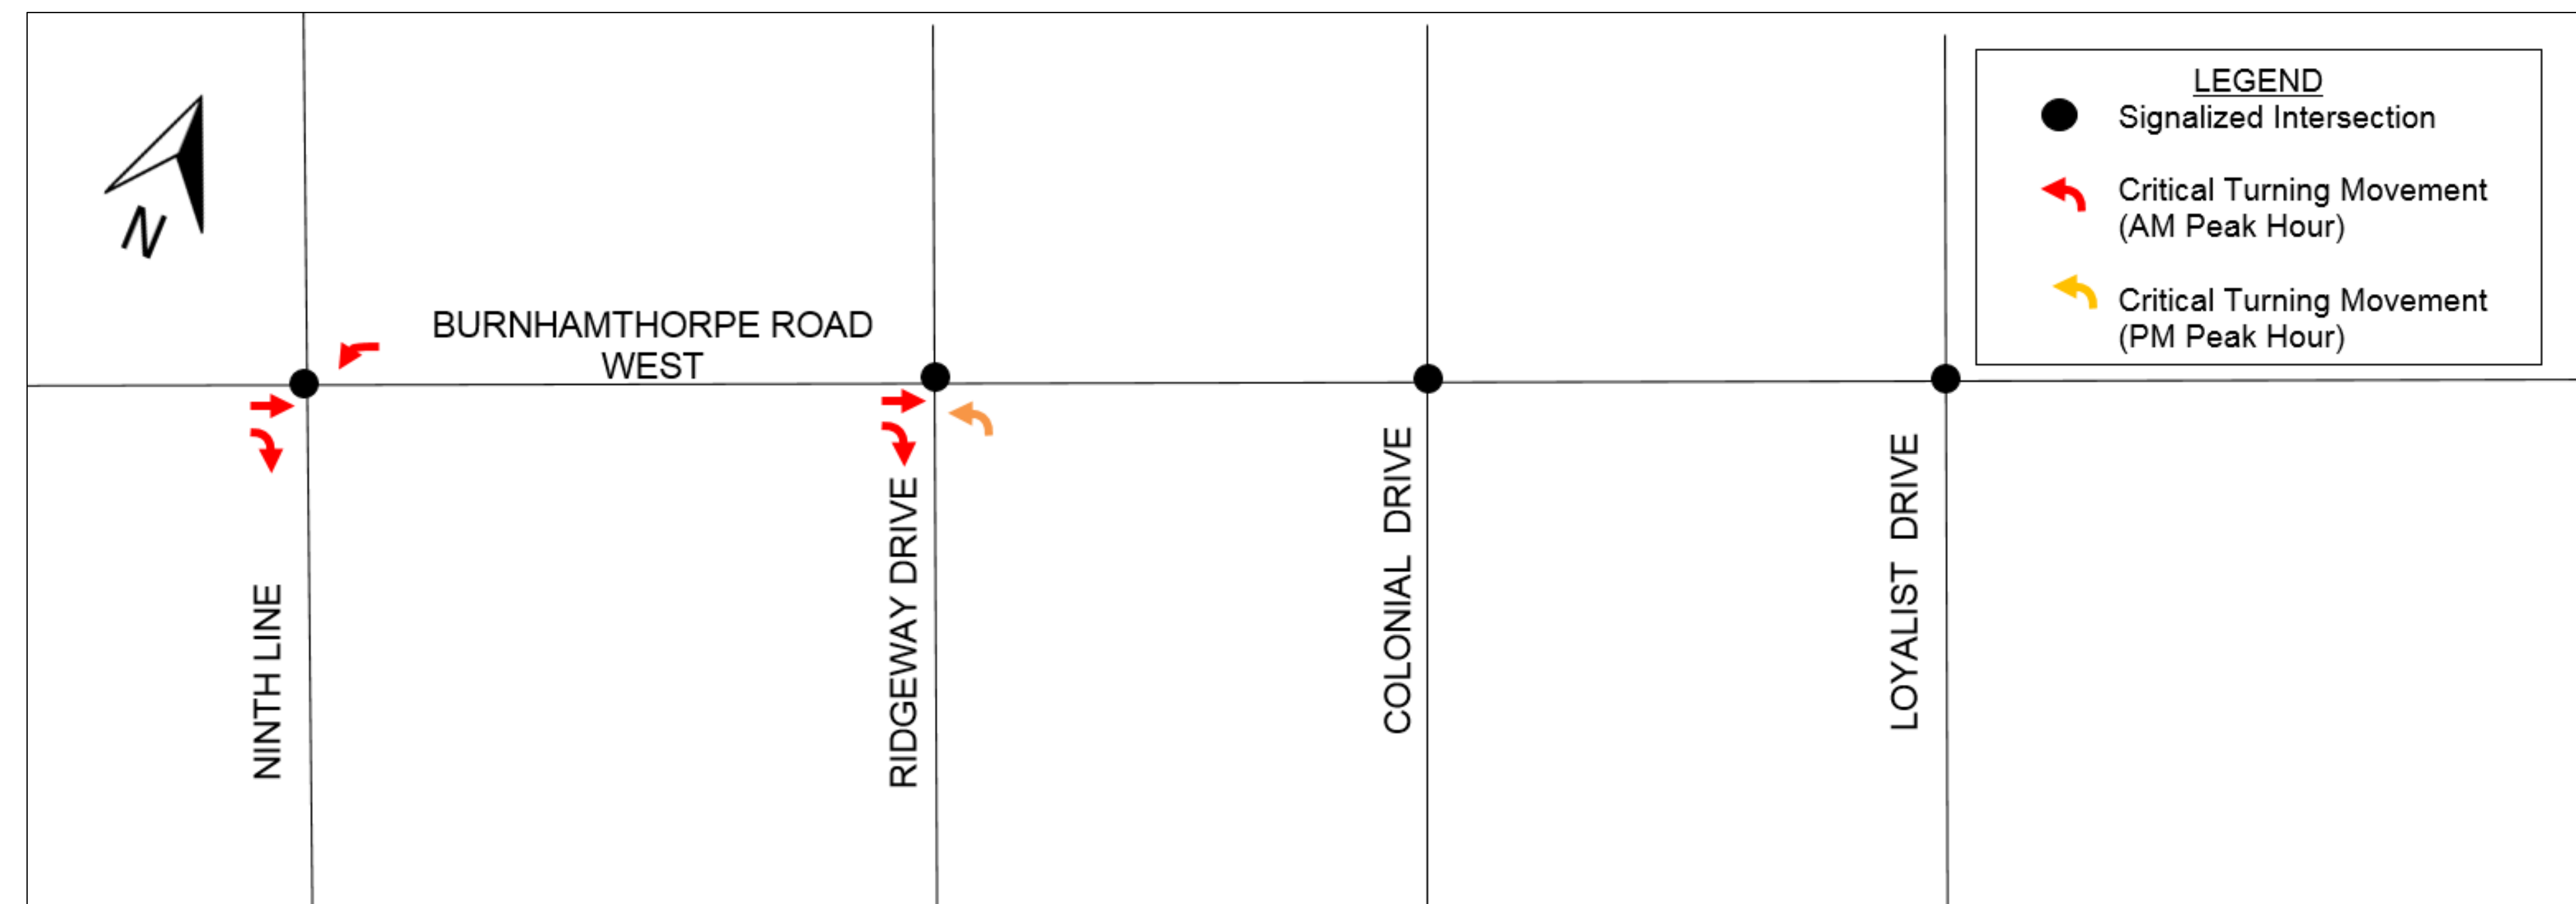 LEGEND
Signalized Intersection
Critical Turning Movement
(AM Peak Hour)
Critical Turning Movement
(PM Peak Hour)
N
BURNHAMTHORPE ROAD
WEST
NINTH LINE
RIDGEWAY DRIVE
COLONIAL DRIVE
LOYALIST DRIVE